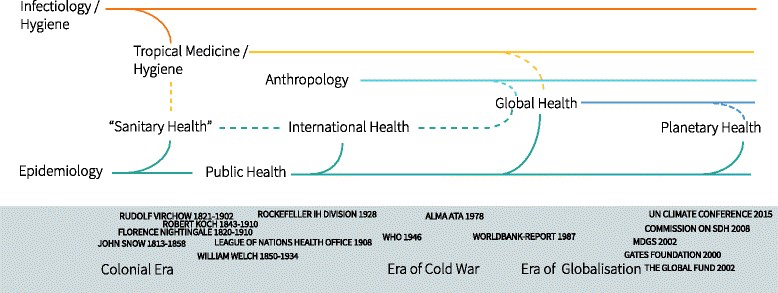 Infectiology /
Hygiene
Tropical Medicine /
Hygiene
Anthropology
Global Health
"Sanitary Health"
International Health
Planetary Health
Epidemiology
Public Health
RUDOLF VIRCHOW 1821-1902
ROCKEFELLER IH DIVISION 1928
ALMA ATA 1978
UN CLIMATE CONFERENCE 2015
ROBERT KOCH 1843-1910
FLORENCE NIGHTINGALE 1820-1910
COMMISSION ON SDH 2008
JOHN SNOW 1813-1858
LEAGUE OF NATIONS HEALTH OFFICE 1908
WHO 1946
WORLDBANK-REPORT 1987
MDGS 2002
WILLIAM WELCH 1850-1934
GATES FOUNDATION 2000
Colonial Era
Era of Cold War
Era of Globalisation
THE GLOBAL FUND 2002